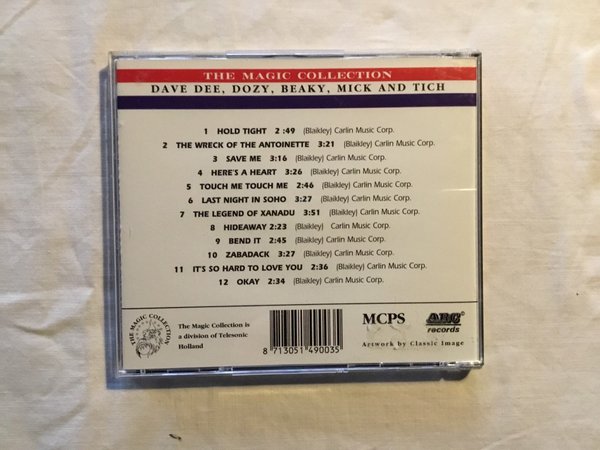 THE MAGIC COLLECTION
DAVE DEE, DOZY, BEAKY, MICK AND TICH
1 HOLD TIGHT 2:49 (Blaikley) Carlin Music Corp.
2 THE WRECK OF THE ANTOINETTE 3:21 (Blaikley) Carlin Music Corp.
3 SAVE ME 3:16 (Blaikley) Carlin Music Corp.
4 HERE'S A HEART 3:26 (Blaikley) Carlin Music Corp.
5 TOUCH ME TOUCH ME 2:46 (Blaikley) Carlin Music Corp.
6 LAST NIGHT IN SOHO 3:27 (Blaikley) Carlin Music Corp.
7 THE LEGEND OF XANADU 3:51 (Blaikley) Carlin Music Corp.
8 HIDEAWAY 2:23 (Blaikley) Carlin Music Corp.
9 BEND IT 2:45 (Blaikley) Carlin Music Corp.
10 ZABADACK 3:27 (Blaikley) Carlin Music Corp.
11 IT'S SO HARD TO LOVE YOU 2:36 (Blaikley) Carlin Music Corp.
12 OKAY 2:34 (Blaikley) Carlin Music Corp.
THE MAGIC COLLECTION
The Magic Collection is
a division of Telesonic
Holland
8 713051 490035
MCPS
ARC
records
Artwork by Classic Image